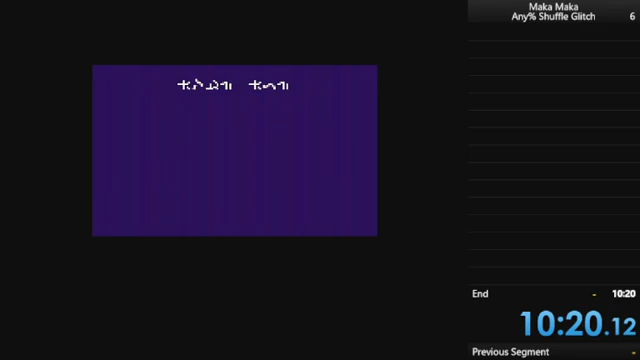 Maka Maka
Any% Shuffle Glitch 6
End - 10:20
10:20.12
Previous Segment -